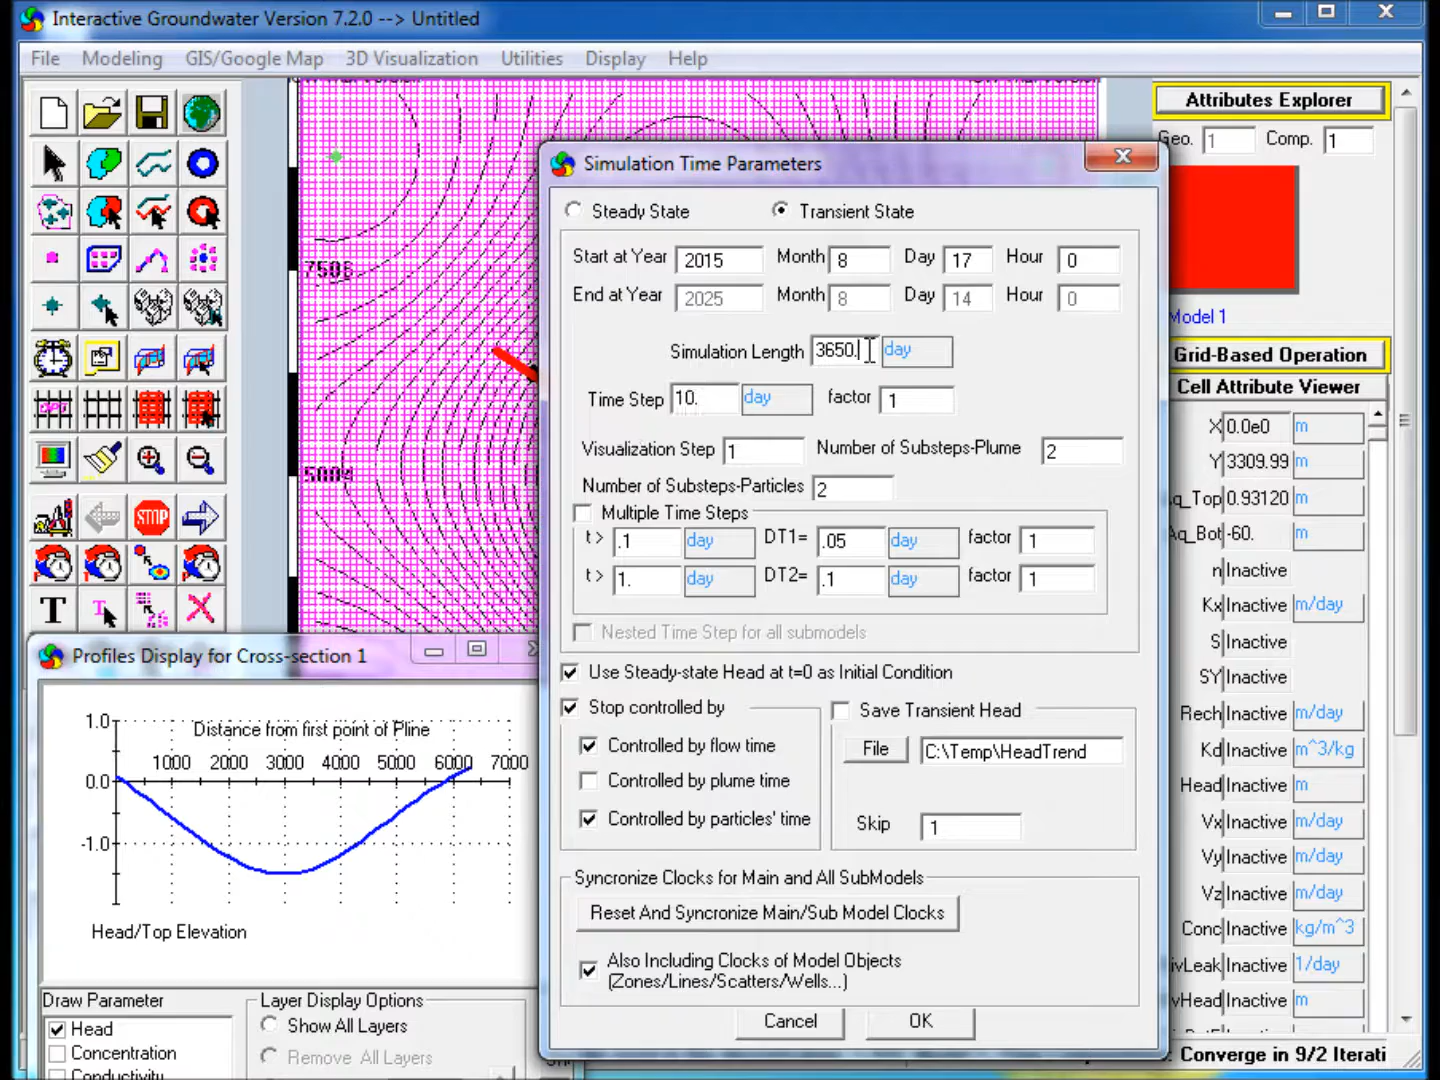 Interactive Groundwater Version 7.2.0 --> Untitled
File Modeling GIS/Google Map 3D Visualization Utilities Display Help
Attributes Explorer
Geo. 1 Comp. 1
Model 1
Grid-Based Operation
Cell Attribute Viewer
X 0.0e0 m
Y 3309.99 m
Aq_Top 0.93120 m
Aq_Bot -60. m
n Inactive
Kx Inactive m/day
S Inactive
SY Inactive
Rech Inactive m/day
Kd Inactive m^3/kg
Head Inactive m
Vx Inactive m/day
Vy Inactive m/day
Vz Inactive m/day
Conc Inactive kg/m^3
ivLeak Inactive 1/day
vHead Inactive m
Inactive m
: Converge in 9/2 Iterati
7506
5004
STOP
T
T
Simulation Time Parameters
Steady State Transient State
Start at Year 2015 Month 8 Day 17 Hour 0
End at Year 2025 Month 8 Day 14 Hour 0
Simulation Length 3650. day
Time Step 10. day factor 1
Visualization Step 1 Number of Substeps-Plume 2
Number of Substeps-Particles 2
Multiple Time Steps
t > .1 day DT1= .05 day factor 1
t > 1. day DT2= .1 day factor 1
Nested Time Step for all submodels
Use Steady-state Head at t=0 as Initial Condition
Stop controlled by
Controlled by flow time
Controlled by plume time
Controlled by particles' time
Save Transient Head
File C:\Temp\HeadTrend
Skip 1
Syncronize Clocks for Main and All SubModels
Reset And Syncronize Main/Sub Model Clocks
Also Including Clocks of Model Objects
(Zones/Lines/Scatters/Wells...)
Cancel OK
Profiles Display for Cross-section 1
Distance from first point of Pline
1000 2000 3000 4000 5000 6000 7000
1.0
0.0
-1.0
Head/Top Elevation
Draw Parameter
Head
Concentration
Conductivity
Layer Display Options
Show All Layers
Remove All Layers